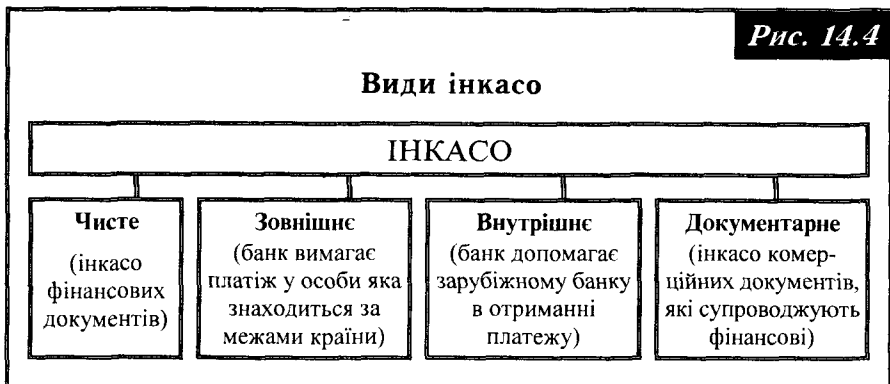 Рис. 14.4
Види інкасо
ІНКАСО
Чисте
(інкасо
фінансових
документів)
Зовнішнє
(банк вимагає
платіж у особи яка
знаходиться за
межами країни)
Внутрішнє
(банк допомагає
зарубіжному банку
в отриманні
платежу)
Документарне
(інкасо комер-
ційних документів,
які супроводжують
фінансові)